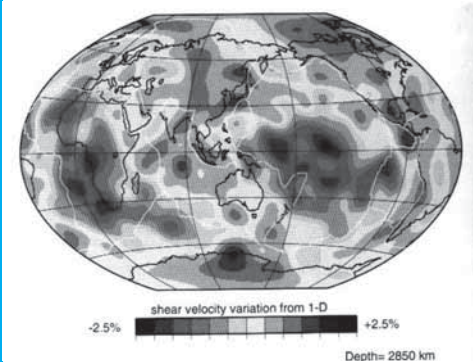 shear velocity variation from 1-D
-2.5% +2.5%
Depth= 2850 km